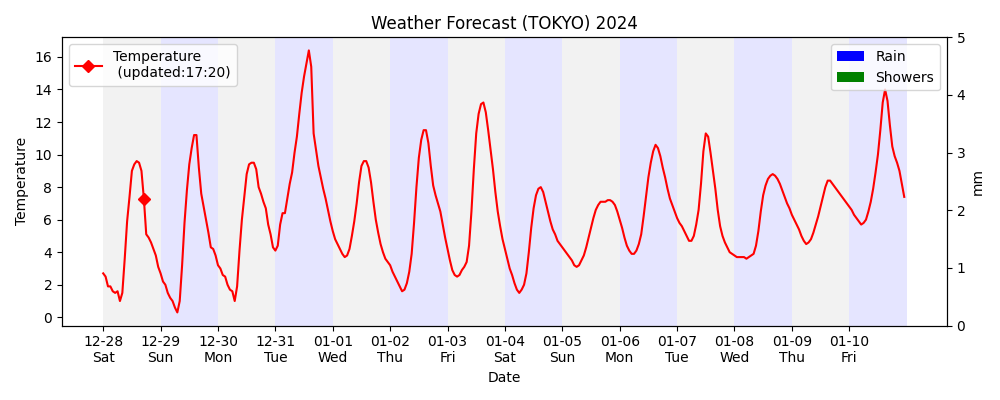 Weather Forecast (TOKYO) 2024
Temperature
(updated:17:20)
Rain
Showers
Temperature
16
14
12
10
8
6
4
2
0
5
4
3
2
1
0
mm
12-28 12-29 12-30 12-31 01-01 01-02 01-03 01-04 01-05 01-06 01-07 01-08 01-09 01-10
Sat Sun Mon Tue Wed Thu Fri Sat Sun Mon Tue Wed Thu Fri
Date